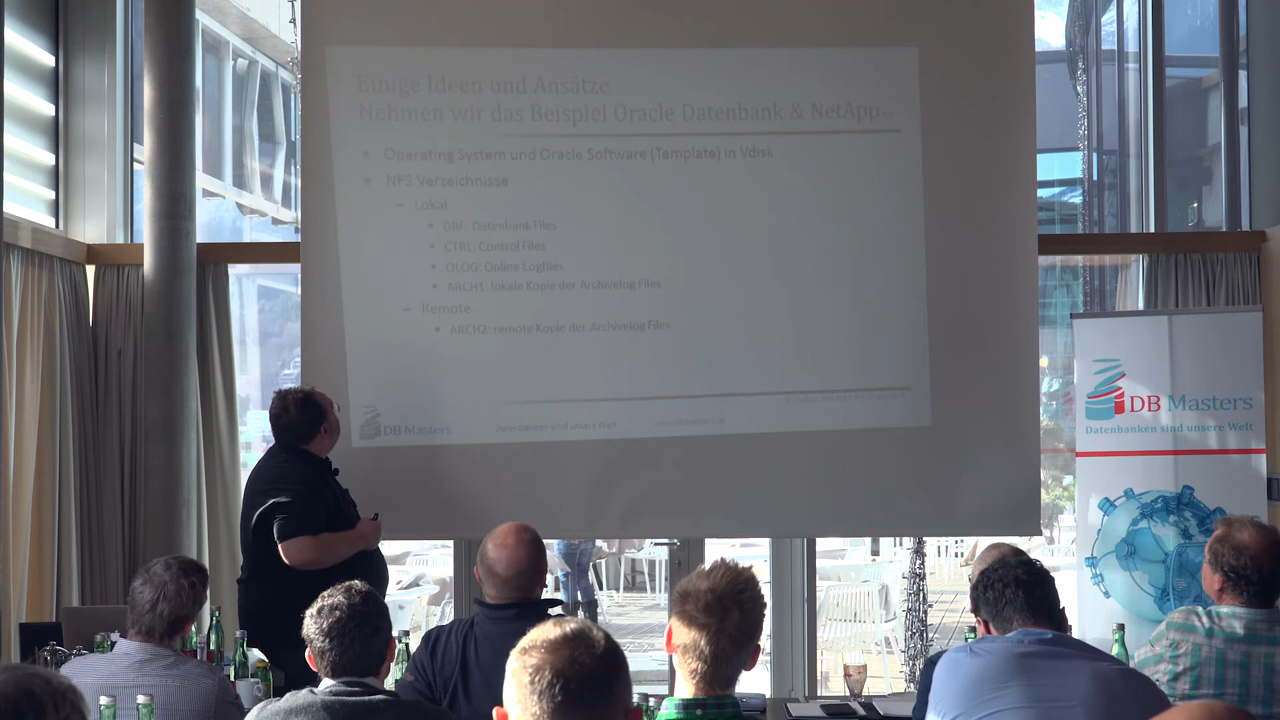 Einige Ideen und Ansätze
Nehmen wir das Beispiel Oracle Datenbank & NetApp...
Operating System und Oracle Software (Template) in Vdisk
NFS Verzeichnisse
– Lokal
DBF: Datenbank Files
CTRL: Control Files
OLOG: Online Logfiles
ARCH1: lokale Kopie der Archivelog Files
– Remote
ARCH2: remote Kopie der Archivelog Files
DB Masters
Datenbanken sind unsere Welt
DB Masters
Datenbanken sind unsere Welt